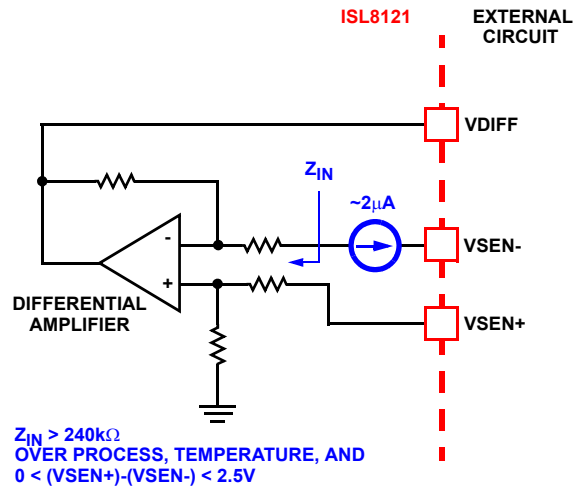 ISL8121
EXTERNAL
CIRCUIT
VDIFF
ZIN
~2µA
-
VSEN-
+
VSEN+
DIFFERENTIAL
AMPLIFIER
ZIN > 240kΩ
OVER PROCESS, TEMPERATURE, AND
0 < (VSEN+)-(VSEN-) < 2.5V